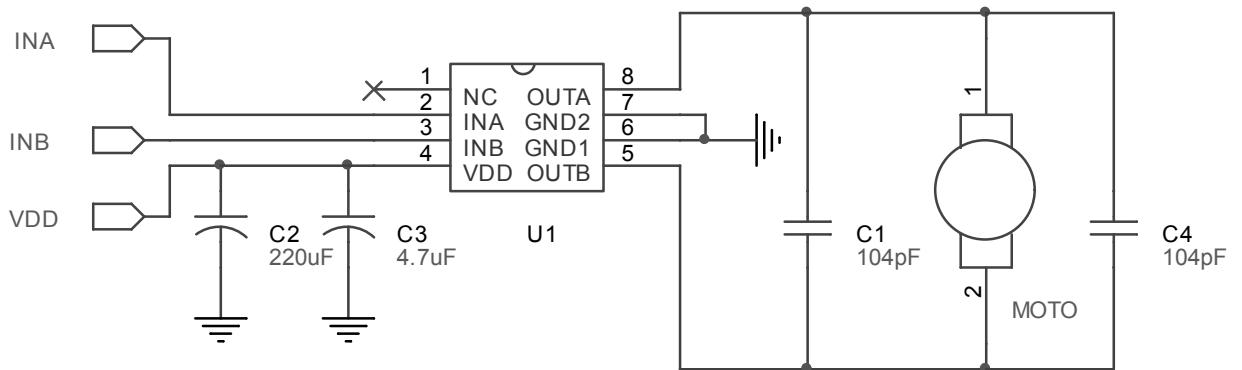 INA
INB
VDD
1
2
3
4
NC OUTA
INA GND2
INB GND1
VDD OUTB
8
7
6
5
U1
C2
220uF
C3
4.7uF
C1
104pF
1
2
MOTO
C4
104pF